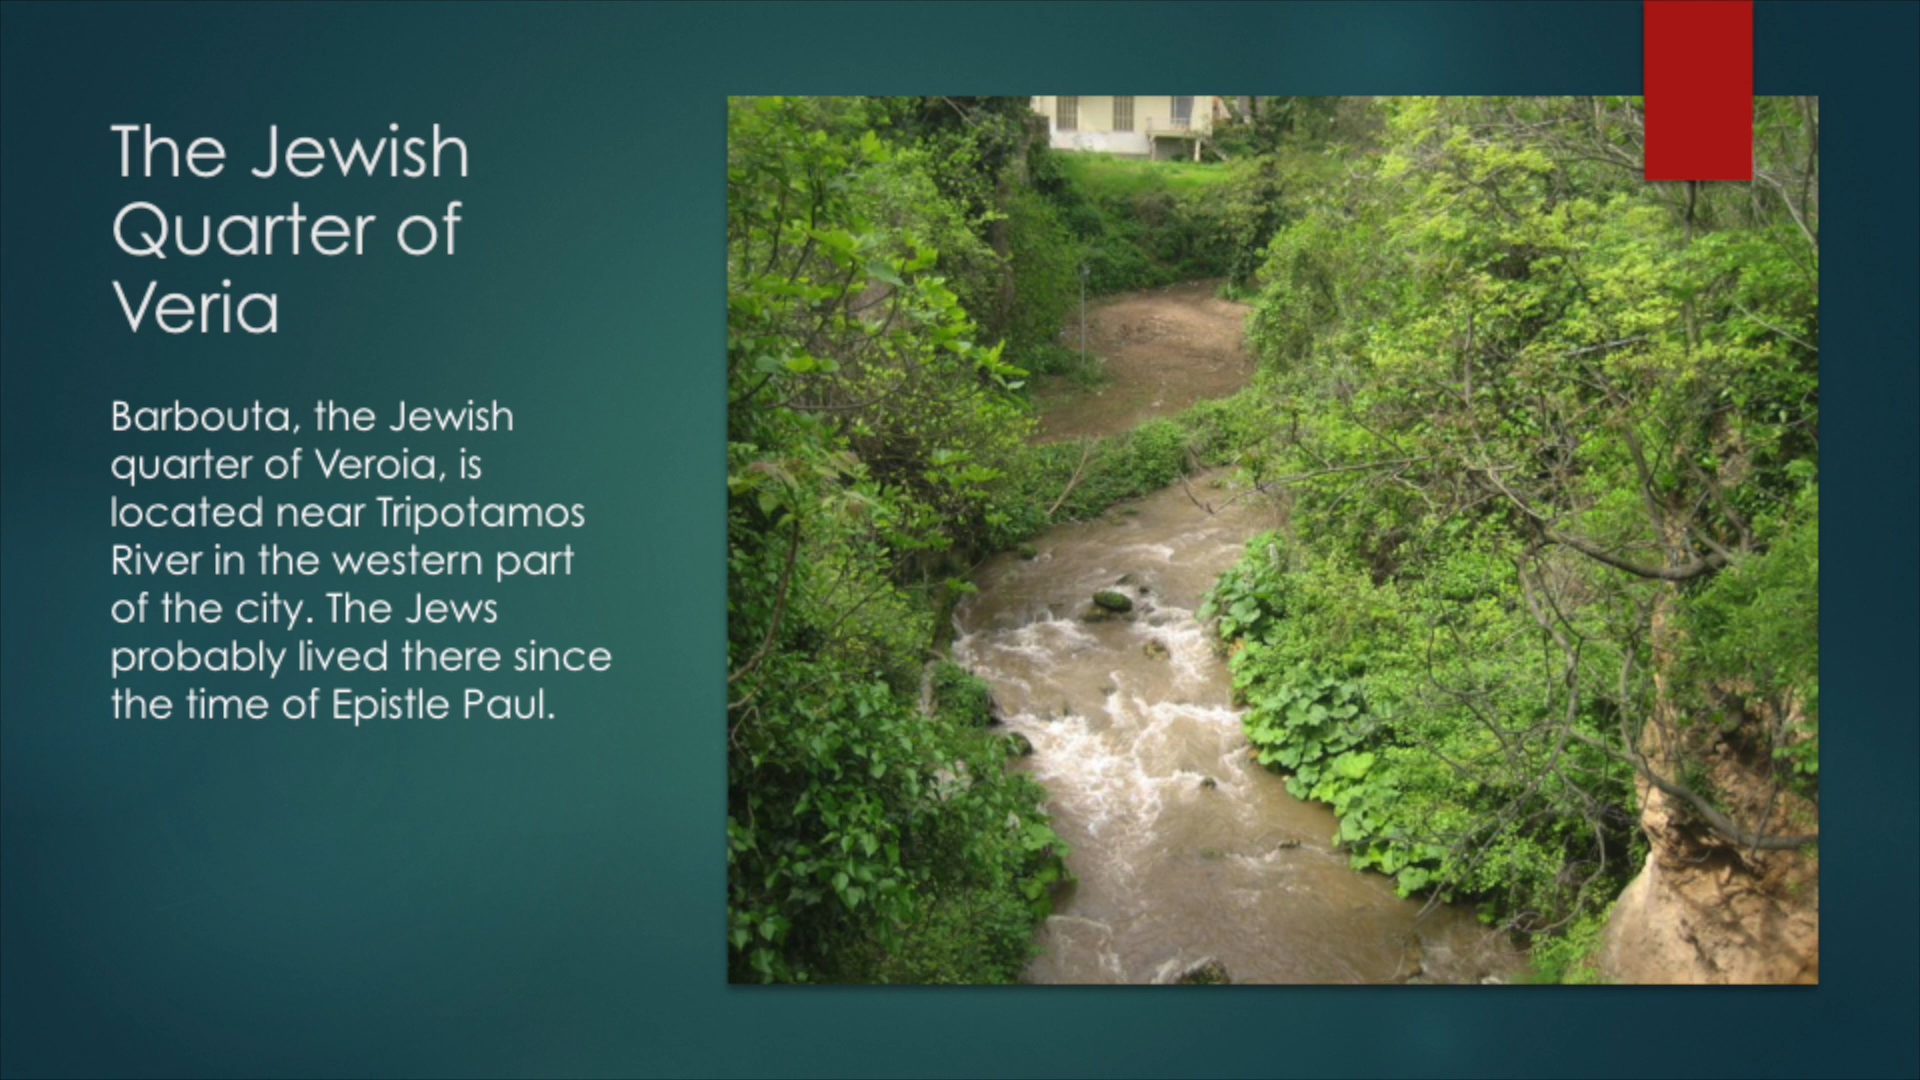 The Jewish
Quarter of
Veria
Barbouta, the Jewish
quarter of Veroia, is
located near Tripotamos
River in the western part
of the city. The Jews
probably lived there since
the time of Epistle Paul.